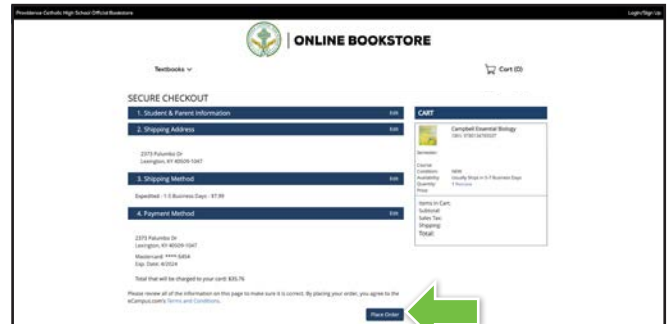 Providence Catholic High School Official Bookstore
Login/Sign Up
ONLINE BOOKSTORE
Textbooks
Cart (0)
SECURE CHECKOUT
1. Student & Parent Information Edit
2. Shipping Address Edit
2373 Palumbo Dr
Lexington, KY 40509-1047
3. Shipping Method Edit
Expedited - 1-3 Business Days - $7.99
4. Payment Method Edit
2373 Palumbo Dr
Lexington, KY 40509-1047
Mastercard ****-5454
Exp. Date: 4/2024
Total that will be charged to your card: $35.76
Please review all of the information on this page to make sure it is correct. By placing your order, you agree to the
eCampus.com's Terms and Conditions.
Place Order
CART
Campbell Essential Biology
Semester:
Course:
Condition: NEW
Availability: Usually Ships in 5-7 Business Days
Quantity: 1 Remove
Price:
Items in Cart:
Subtotal:
Sales Tax:
Shipping:
Total: